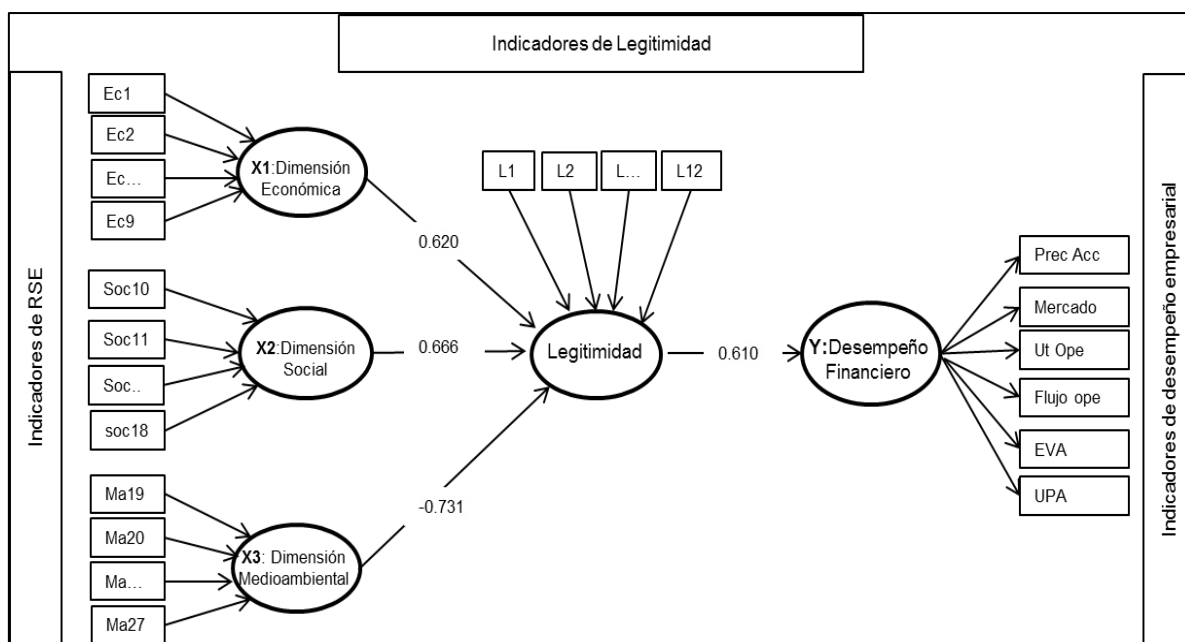 Indicadores de Legitimidad
Indicadores de RSE
Ec1
Ec2
Ec...
Ec9
X1:Dimensión
Económica
Soc10
Soc11
Soc..
soc18
X2:Dimensión
Social
Ma19
Ma20
Ma...
Ma27
X3: Dimensión
Medioambiental
0.620
0.666
-0.731
L1
L2
L...
L12
Legitimidad
0.610
Y:Desempeño
Financiero
Prec Acc
Mercado
Ut Ope
Flujo ope
EVA
UPA
Indicadores de desempeño empresarial